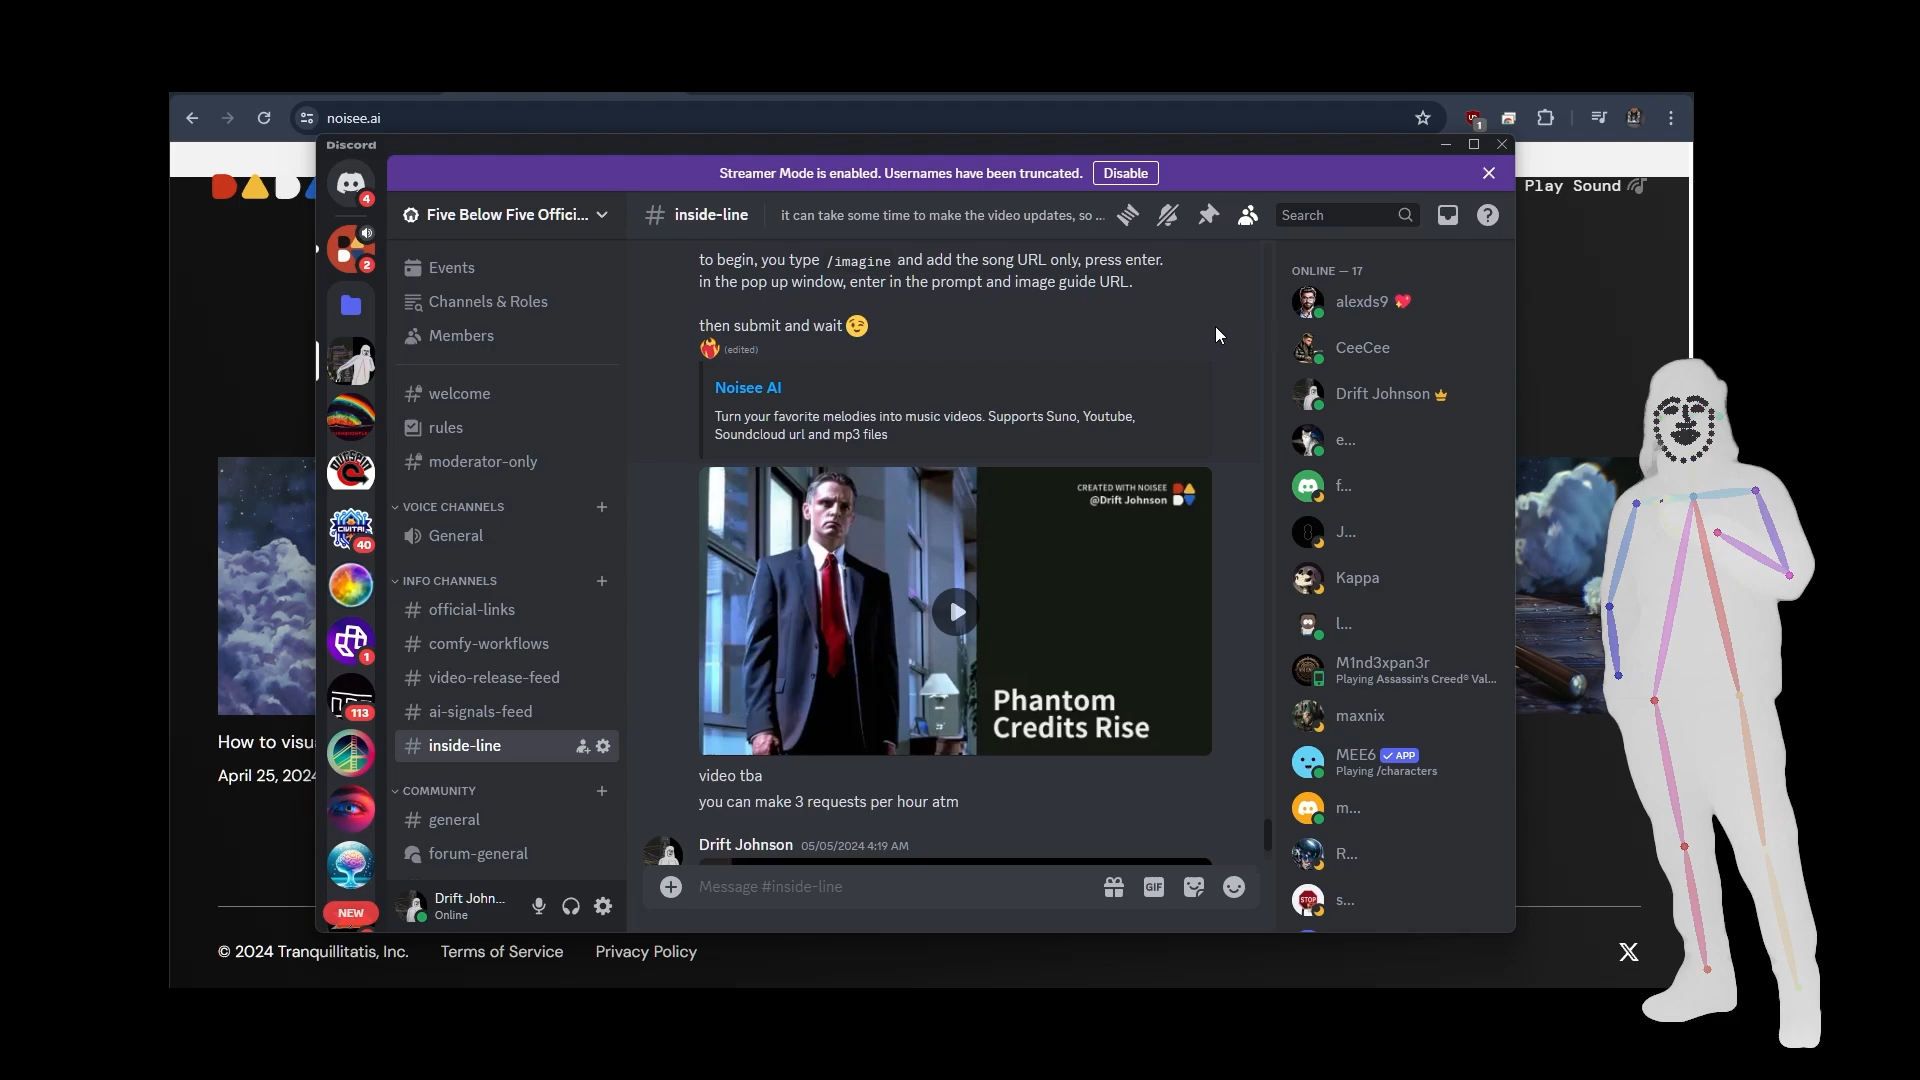 noisee.ai
1
Discord
Streamer Mode is enabled. Usernames have been truncated.
Disable
Play Sound
4
2
40
1
113
NEW
Five Below Five Offici...
inside-line
it can take some time to make the video updates, so ...
Search
Events
Channels & Roles
Members
welcome
rules
moderator-only
VOICE CHANNELS
General
INFO CHANNELS
official-links
comfy-workflows
video-release-feed
ai-signals-feed
inside-line
COMMUNITY
general
forum-general
Drift John...
Online
to begin, you type /imagine and add the song URL only, press enter.
in the pop up window, enter in the prompt and image guide URL.
then submit and wait
(edited)
Noisee AI
Turn your favorite melodies into music videos. Supports Suno, Youtube,
Soundcloud url and mp3 files
CREATED WITH NOISEE
@Drift Johnson
Phantom
Credits Rise
video tba
you can make 3 requests per hour atm
Drift Johnson 05/05/2024 4:19 AM
Message #inside-line
GIF
ONLINE — 17
alexds9
CeeCee
Drift Johnson
e...
f...
J...
Kappa
l...
M1nd3xpan3r
Playing Assassin's Creed® Val...
maxnix
MEE6 APP
Playing /characters
m...
R...
STOP
s...
How to visu
April 25, 2024
© 2024 Tranquillitatis, Inc.
Terms of Service
Privacy Policy